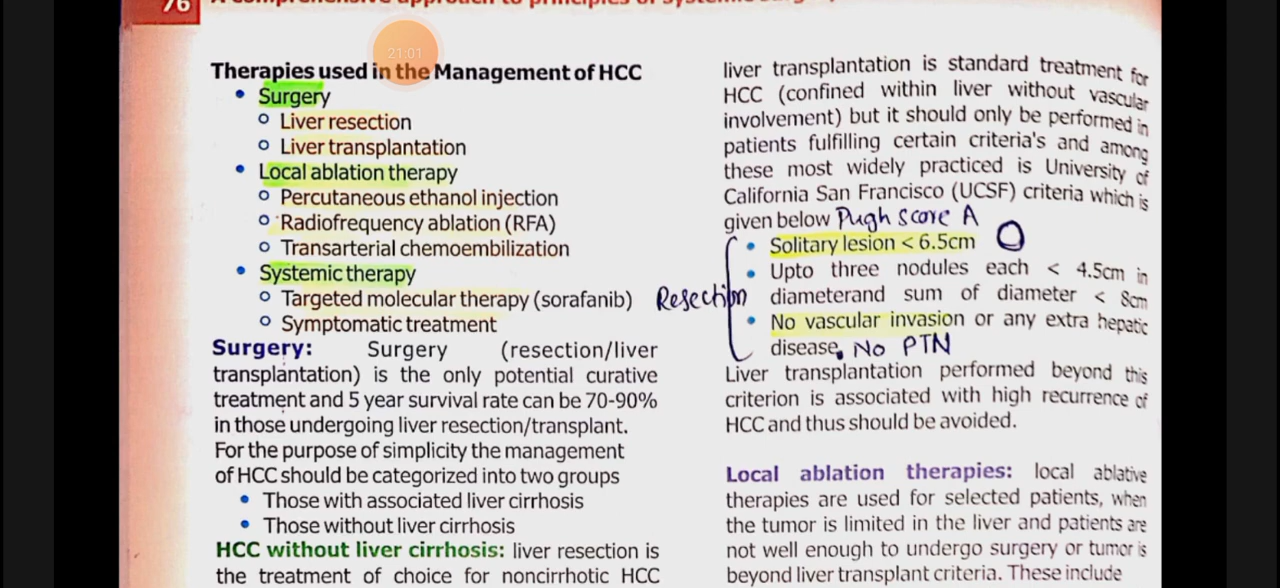 76
A comprehensive approach to principles of systemic surg
21:01
Therapies used in the Management of HCC
• Surgery
o Liver resection
o Liver transplantation
• Local ablation therapy
o Percutaneous ethanol injection
o Radiofrequency ablation (RFA)
o Transarterial chemoembilization
• Systemic therapy
o Targeted molecular therapy (sorafanib)
o Symptomatic treatment
Surgery: Surgery (resection/liver
transplantation) is the only potential curative
treatment and 5 year survival rate can be 70-90%
in those undergoing liver resection/transplant.
For the purpose of simplicity the management
of HCC should be categorized into two groups
• Those with associated liver cirrhosis
• Those without liver cirrhosis
HCC without liver cirrhosis: liver resection is
the treatment of choice for noncirrhotic HCC
liver transplantation is standard treatment for
HCC (confined within liver without vascular
involvement) but it should only be performed in
patients fulfilling certain criteria's and among
these most widely practiced is University of
California San Francisco (UCSF) criteria which is
given below Pugh score A
• Solitary lesion < 6.5cm
• Upto three nodules each < 4.5cm in
Resection diameterand sum of diameter < 8cm
• No vascular invasion or any extra hepatic
disease. No PTN
Liver transplantation performed beyond this
criterion is associated with high recurrence of
HCC and thus should be avoided.
Local ablation therapies: local ablative
therapies are used for selected patients, when
the tumor is limited in the liver and patients are
not well enough to undergo surgery or tumor is
beyond liver transplant criteria. These include